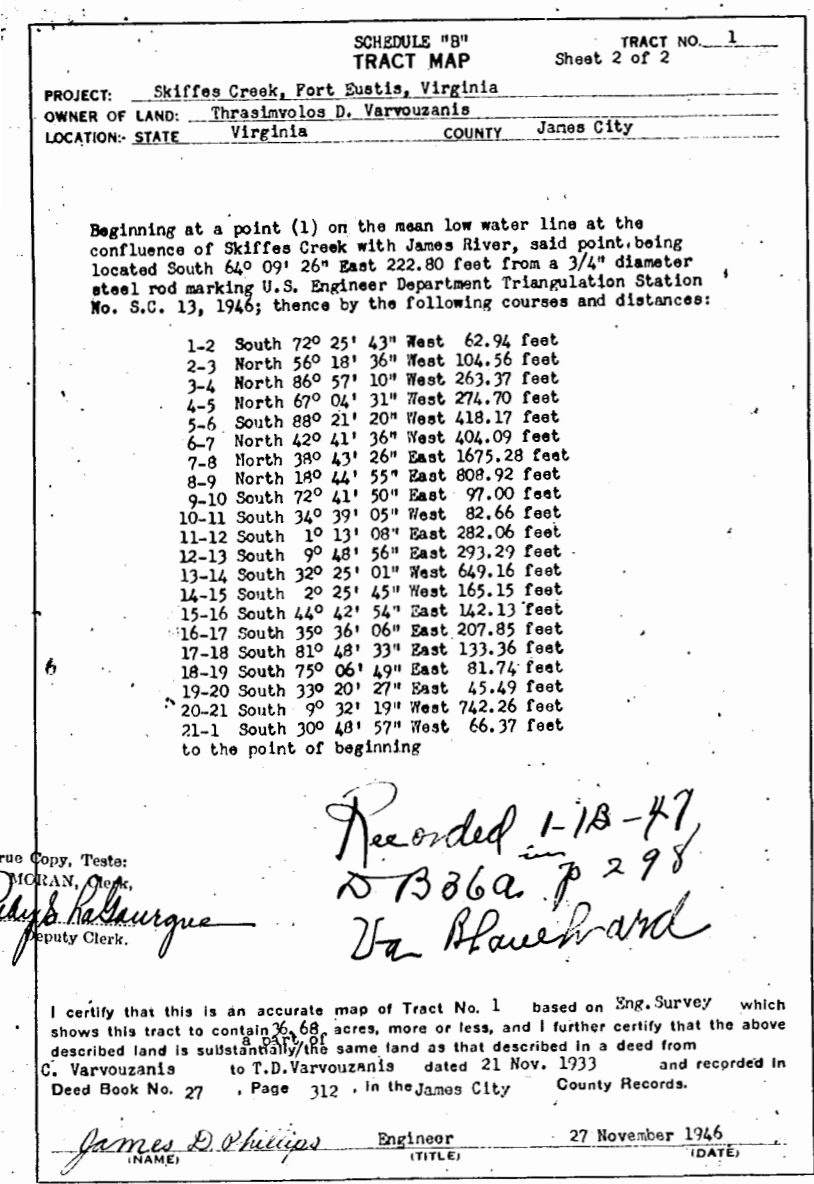 SCHEDULE "B"
TRACT NO. 1
TRACT MAP
Sheet 2 of 2
PROJECT: Skiffes Creek, Fort Eustis, Virginia
OWNER OF LAND: Thrasimvolos D. Varvouzanis
LOCATION:- STATE Virginia COUNTY James City
Beginning at a point (1) on the mean low water line at the
confluence of Skiffes Creek with James River, said point being
located South 64° 09' 26" East 222.80 feet from a 3/4" diameter
steel rod marking U.S. Engineer Department Triangulation Station
No. S.C. 13, 1946; thence by the following courses and distances:
1-2 South 72° 25' 43" West 62.94 feet
2-3 North 56° 18' 36" West 104.56 feet
3-4 North 86° 57' 10" West 263.37 feet
4-5 North 67° 04' 31" West 274.70 feet
5-6 South 88° 21' 20" West 418.17 feet
6-7 North 42° 41' 36" West 404.09 feet
7-8 North 38° 43' 26" East 1675.28 feet
8-9 North 18° 44' 55" East 808.92 feet
9-10 South 72° 41' 50" East 97.00 feet
10-11 South 34° 39' 05" West 82.66 feet
11-12 South 1° 13' 08" East 282.06 feet
12-13 South 9° 48' 56" East 293.29 feet
13-14 South 32° 25' 01" West 649.16 feet
14-15 South 2° 25' 45" West 165.15 feet
15-16 South 44° 42' 54" East 142.13 feet
16-17 South 35° 36' 06" East 207.85 feet
17-18 South 81° 48' 33" East 133.36 feet
18-19 South 75° 06' 49" East 81.74 feet
19-20 South 33° 20' 27" East 45.49 feet
20-21 South 9° 32' 19" West 742.26 feet
21-1 South 30° 48' 57" West 66.37 feet
to the point of beginning
Recorded 1-18-47
in
D B 36a p 298
Va Blanchard
rue Copy, Teste:
MORAN, Clerk,
Deputy Clerk.
I certify that this is an accurate map of Tract No. 1 based on Eng. Survey which
shows this tract to contain 36.68 acres, more or less, and I further certify that the above
a part of
described land is substantially/the same land as that described in a deed from
C. Varvouzanis to T.D.Varvouzanis dated 21 Nov. 1933 and recorded in
Deed Book No. 27 , Page 312 , in the James City County Records.
James D. Phillips Engineer 27 November 1946
(NAME) (TITLE) (DATE)